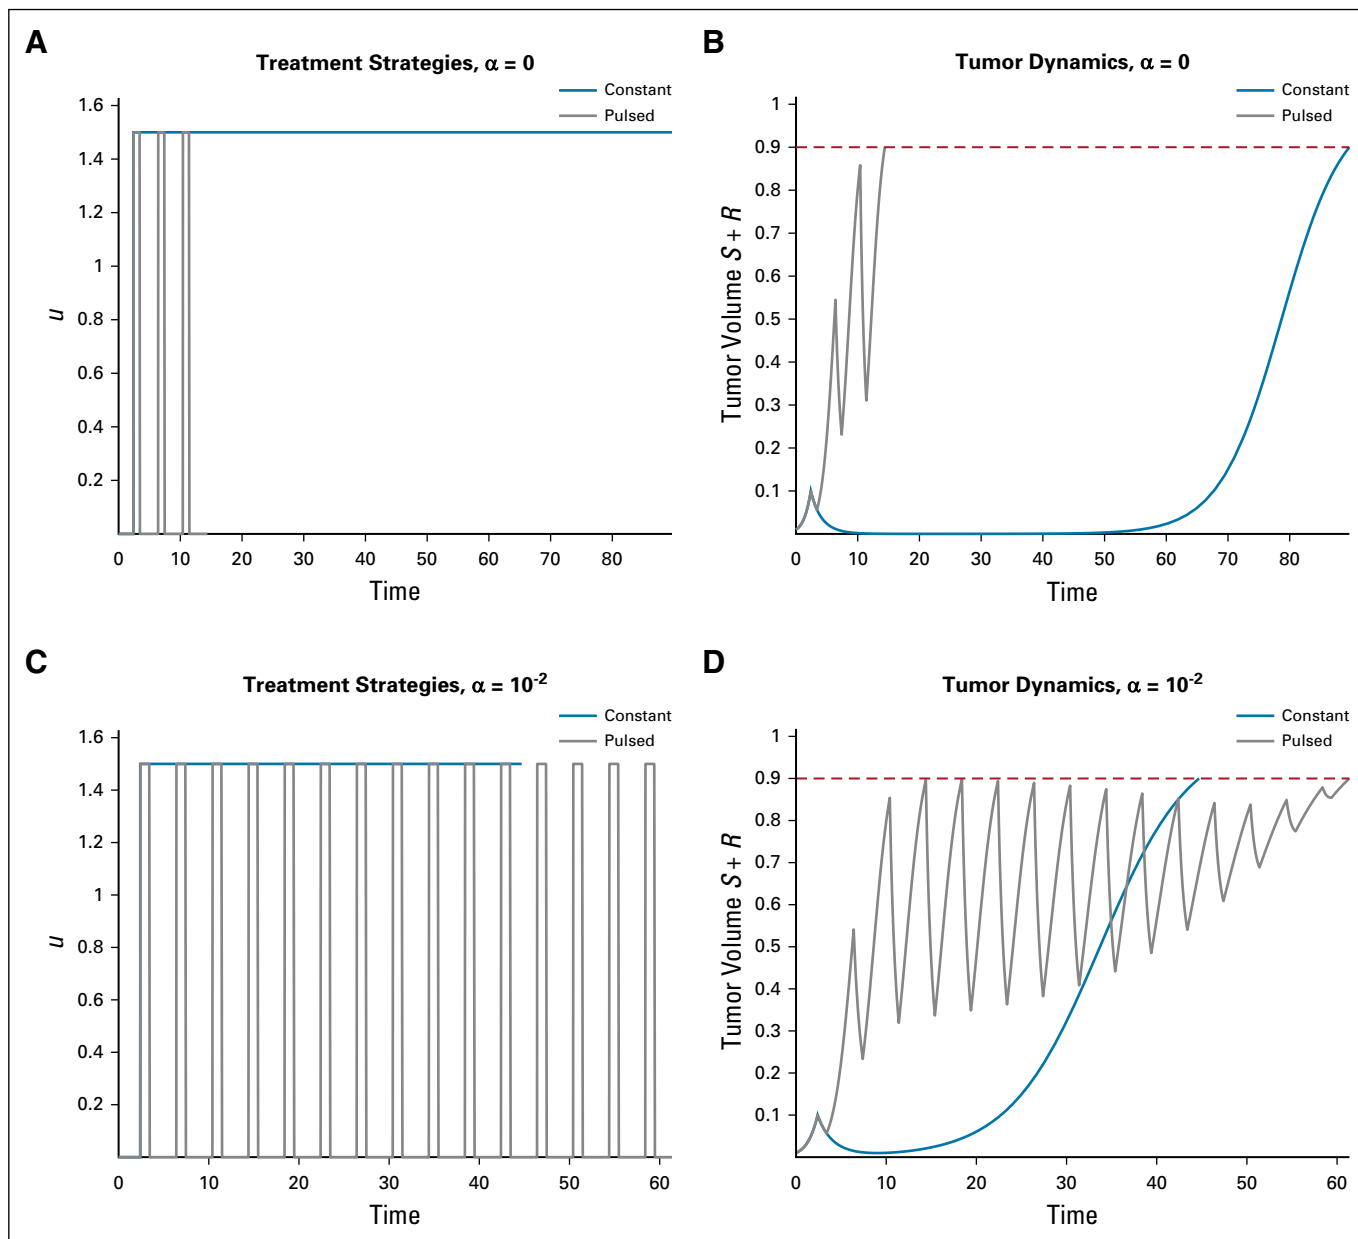 A
Treatment Strategies, α = 0
Constant
Pulsed
1.6
1.4
1.2
1
0.8
0.6
0.4
0.2
u
0 10 20 30 40 50 60 70 80
Time
B
Tumor Dynamics, α = 0
Constant
Pulsed
1
0.9
0.8
0.7
0.6
0.5
0.4
0.3
0.2
0.1
Tumor Volume S + R
0 10 20 30 40 50 60 70 80
Time
C
Treatment Strategies, α = 10⁻²
Constant
Pulsed
1.6
1.4
1.2
1
0.8
0.6
0.4
0.2
u
0 10 20 30 40 50 60
Time
D
Tumor Dynamics, α = 10⁻²
Constant
Pulsed
1
0.9
0.8
0.7
0.6
0.5
0.4
0.3
0.2
0.1
Tumor Volume S + R
0 10 20 30 40 50 60
Time